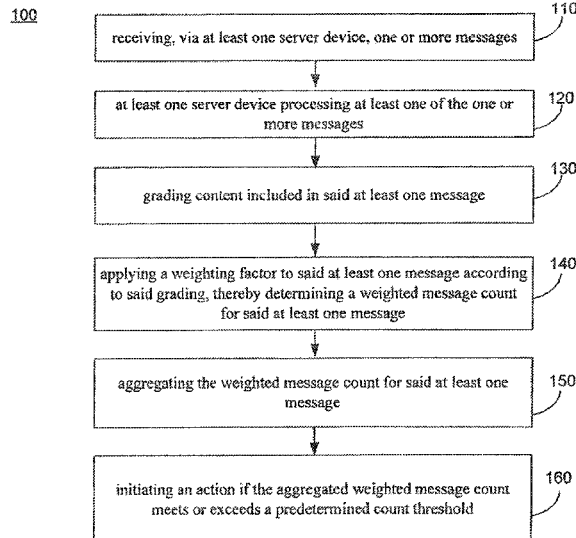 100
110
receiving, via at least one server device, one or more messages
at least one server device processing at least one of the one or
more messages
120
130
grading content included in said at least one message
140
applying a weighting factor to said at least one message according
to said grading, thereby determining a weighted message count
for said at least one message
aggregating the weighted message count for said at least one
message
150
initiating an action if the aggregated weighted message count
meets or exceeds a predetermined count threshold
160